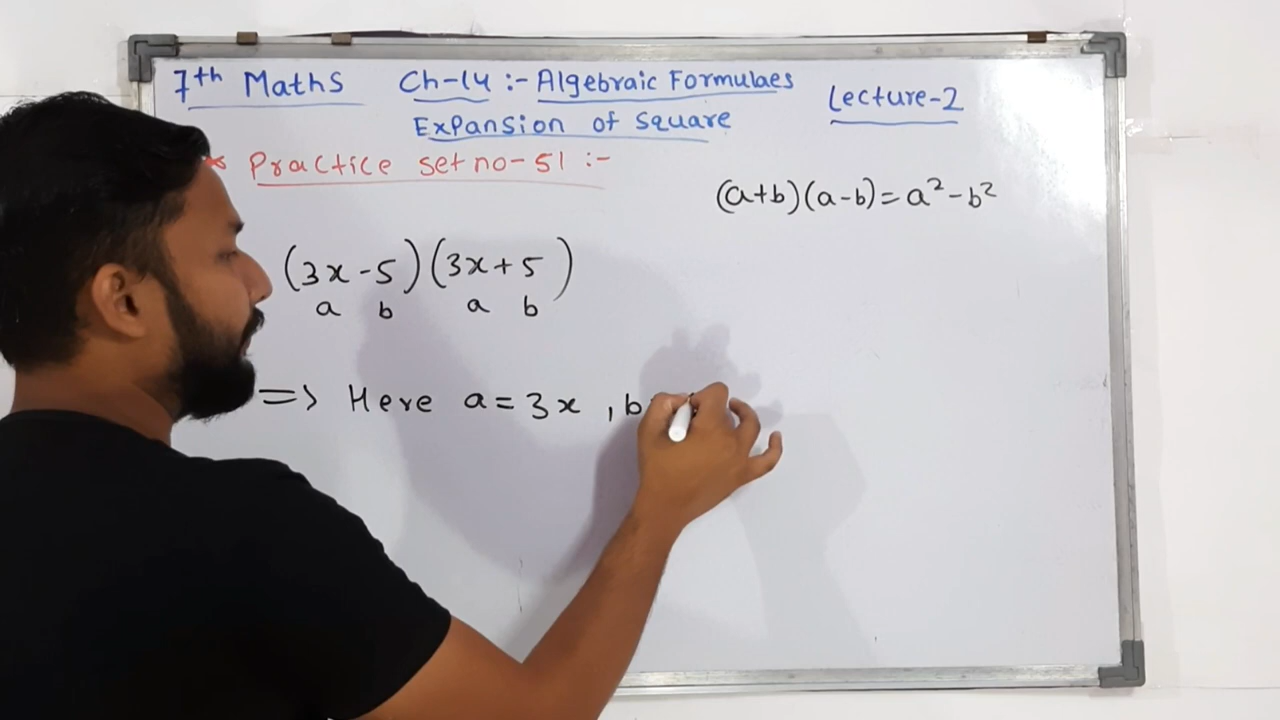 7th Maths Ch-14 :- Algebraic Formulaes Lecture-2
Expansion of square
* Practice set no-51 :-
(a+b)(a-b)=a²-b²
(3x-5)(3x+5)
a b a b
=> Here a=3x , b